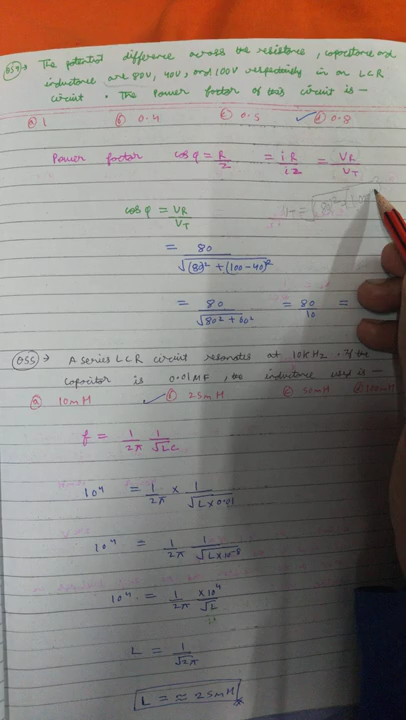 Q54) → The potential difference across the resistance, capacitance and
inductance are 80V, 40V, and 100V respectively in an LCR
circuit. The Power factor of this circuit is —
(a) 1 (b) 0.4 (c) 0.5 (d) 0.8
Power factor cos φ = R/Z = iR/iZ = VR/VT
cos φ = VR/VT
= 80/√(80)² + (100-40)²
= 80/√80² + 60² = 80/10 =
Q55) → A series LCR circuit resonates at 10KHz. If the
capacitor is 0.01MF, the inductance used is —
(a) 10mH (b) 25mH (c) 50mH (d) 100mH
f = 1/2π 1/√LC
10⁴ = 1/2π × 1/√L×0.01
10⁴ = 1/2π 1/√L×10⁻⁸
10⁴ = 1/2π ×10⁴/√L
L = 1/√2π
L = ≈ 25mH